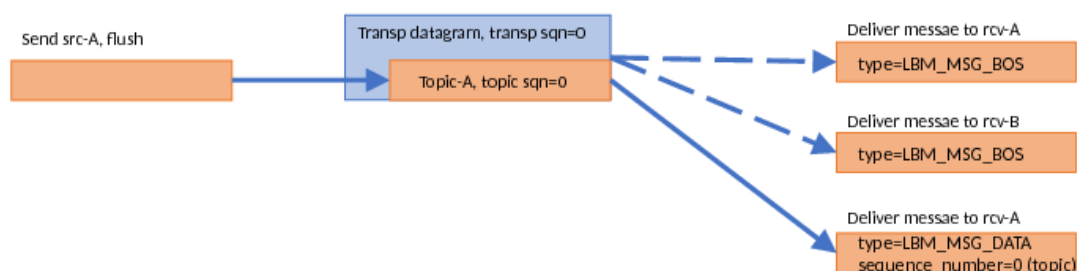 Send src-A, flush
Transp datagram, transp sqn=0
Topic-A, topic sqn=0
Deliver messae to rcv-A
type=LBM_MSG_BOS
Deliver messae to rcv-B
type=LBM_MSG_BOS
Deliver messae to rcv-A
type=LBM_MSG_DATA
sequence_number=0 (topic)